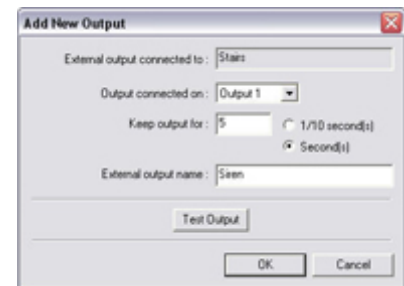 Add New Output
External output connected to : Stairs
Output connected on : Output 1
Keep output for : 5
1/10 second(s)
Second(s)
External output name : Siren
Test Output
OK Cancel